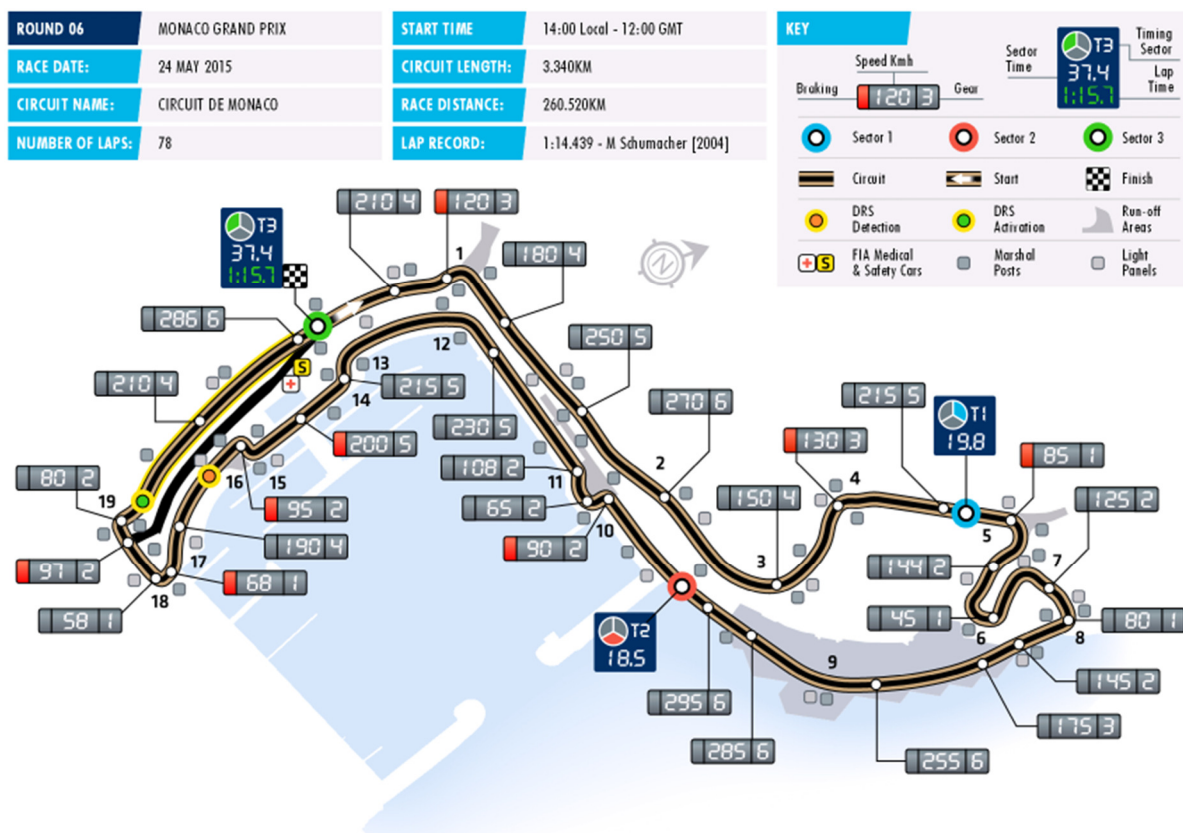 ROUND 06 MONACO GRAND PRIX
RACE DATE: 24 MAY 2015
CIRCUIT NAME: CIRCUIT DE MONACO
NUMBER OF LAPS: 78
START TIME 14:00 Local - 12:00 GMT
CIRCUIT LENGTH: 3.340KM
RACE DISTANCE: 260.520KM
LAP RECORD: 1:14.439 - M Schumacher [2004]
KEY
Speed Kmh
Braking 120 3 Gear
Sector Time
T3
37.4
1:15.7
Timing Sector
Lap Time
Sector 1 Sector 2 Sector 3
Circuit Start Finish
DRS Detection
DRS Activation
Run-off Areas
S
FIA Medical & Safety Cars
Marshal Posts
Light Panels
210 4
120 3
T3
37.4
1:15.7
1
180 4
286 6
250 5
12
13
S
210 4
14
215 5
270 6
215 5
T1
19.8
200 5
230 5
130 3
85 1
80 2
19
16
15
108 2
11
2
4
125 2
95 2
65 2
10
150 4
5
190 4
90 2
97 2
17
68 1
18
3
144 2
7
58 1
45 1
6
8
80 1
T2
18.5
9
145 2
295 6
175 3
285 6
255 6
N